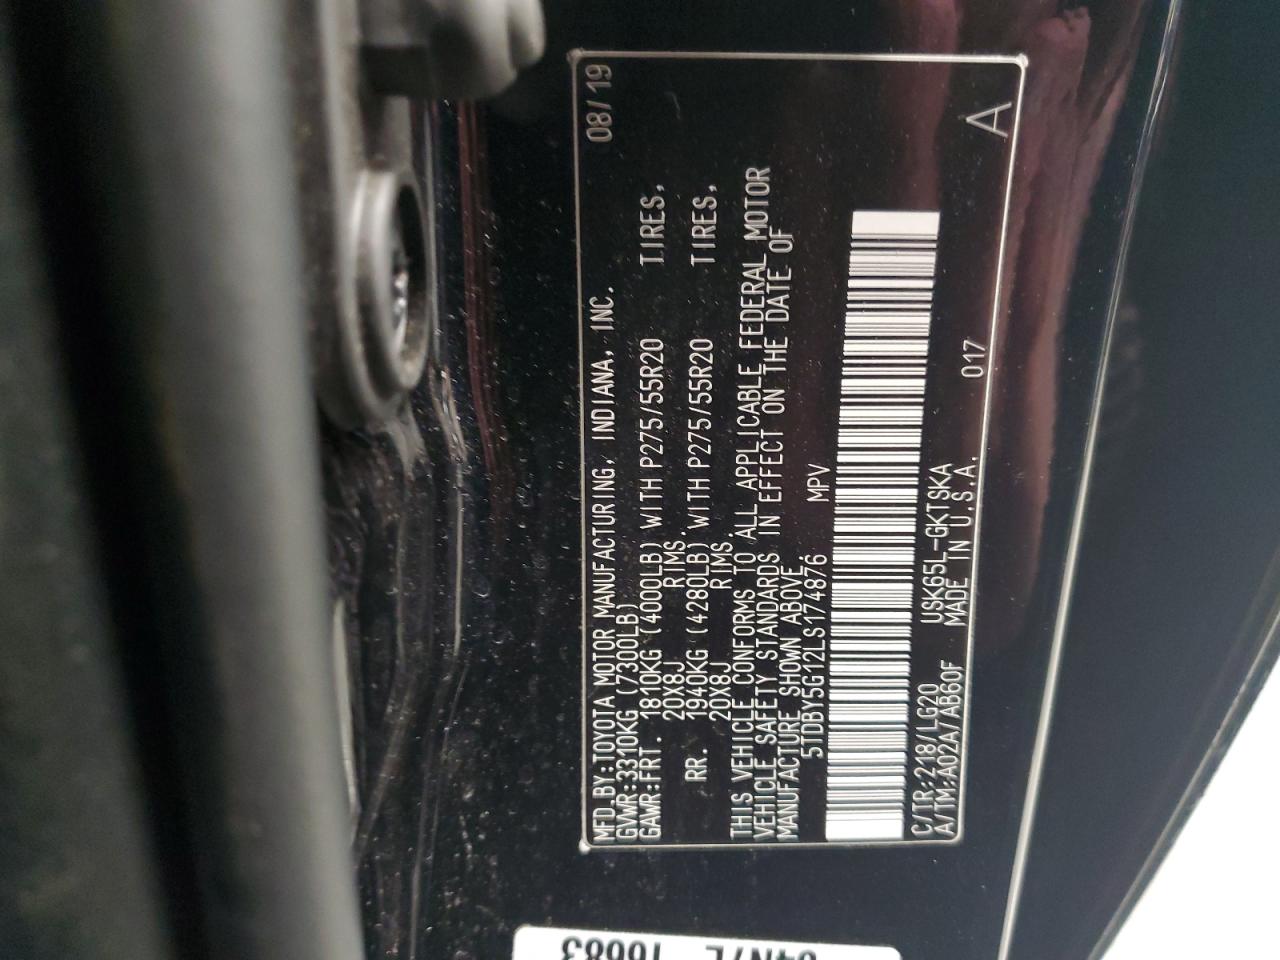 08/19
MFD.BY:TOYOTA MOTOR MANUFACTURING, INDIANA, INC.
GVWR:3310KG (7300LB)
GAWR:FRT. 1810KG (4000LB) WITH P275/55R20 TIRES,
20X8J RIMS,
RR. 1940KG (4280LB) WITH P275/55R20 TIRES,
20X8J RIMS.
THIS VEHICLE CONFORMS TO ALL APPLICABLE FEDERAL MOTOR
VEHICLE SAFETY STANDARDS IN EFFECT ON THE DATE OF
MANUFACTURE SHOWN ABOVE.
5TDBY5G12LS174876 MPV
C/TR:218/LG20 USK65L-GKTSKA 017
A/TM:A02A/AB60F MADE IN U.S.A.
A
16683